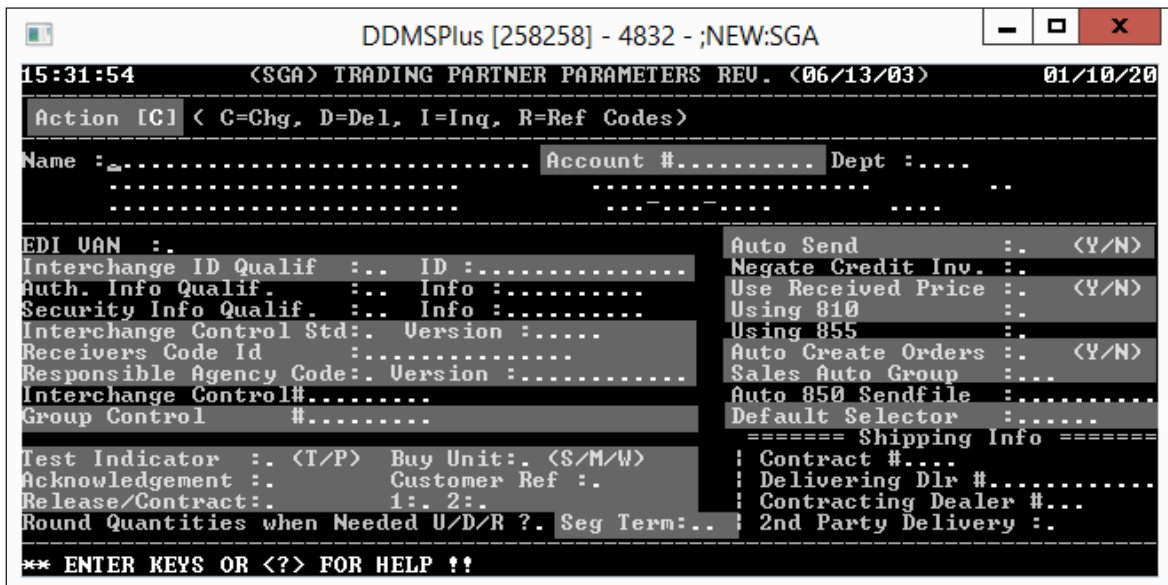 DDMSPlus [258258] - 4832 - ;NEW:SGA
15:31:54 (SGA) TRADING PARTNER PARAMETERS REV. (06/13/03) 01/10/20
Action [C] ( C=Chg, D=Del, I=Inq, R=Ref Codes)
Name :_............................... Account #.......... Dept :....
.......................... ..................... ..
.......................... ...-...-.... ....
EDI VAN :. Auto Send :. (Y/N)
Interchange ID Qualif :.. ID :............... Negate Credit Inv. :.
Auth. Info Qualif. :.. Info :.......... Use Received Price :. (Y/N)
Security Info Qualif. :.. Info :.......... Using 810 :.
Interchange Control Std:. Version :..... Using 855 :.
Receivers Code Id :............... Auto Create Orders :. (Y/N)
Responsible Agency Code:. Version :............ Sales Auto Group :...
Interchange Control#......... Auto 850 Sendfile :..........
Group Control #......... Default Selector :......
======= Shipping Info =======
Test Indicator :. (T/P) Buy Unit:. (S/M/W) ¦ Contract #....
Acknowledgement :. Customer Ref :. ¦ Delivering Dlr #............
Release/Contract:. 1:. 2:. ¦ Contracting Dealer #...
Round Quantities when Needed U/D/R ?. Seg Term:.. ¦ 2nd Party Delivery :.
** ENTER KEYS OR <?> FOR HELP !!